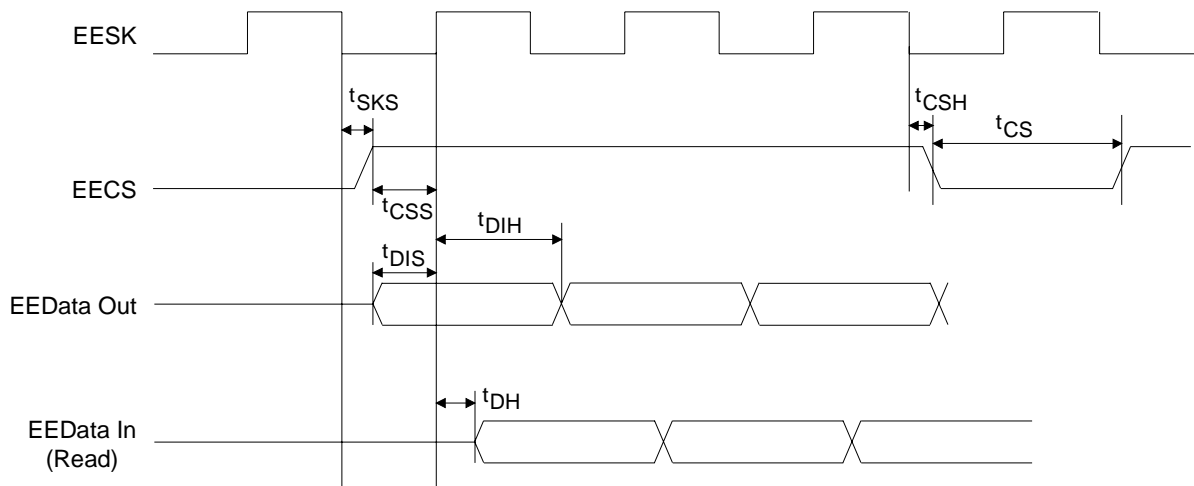 EESK
tSKS
tCSH
tCS
EECS
tCSS
tDIH
tDIS
EEData Out
tDH
EEData In
(Read)